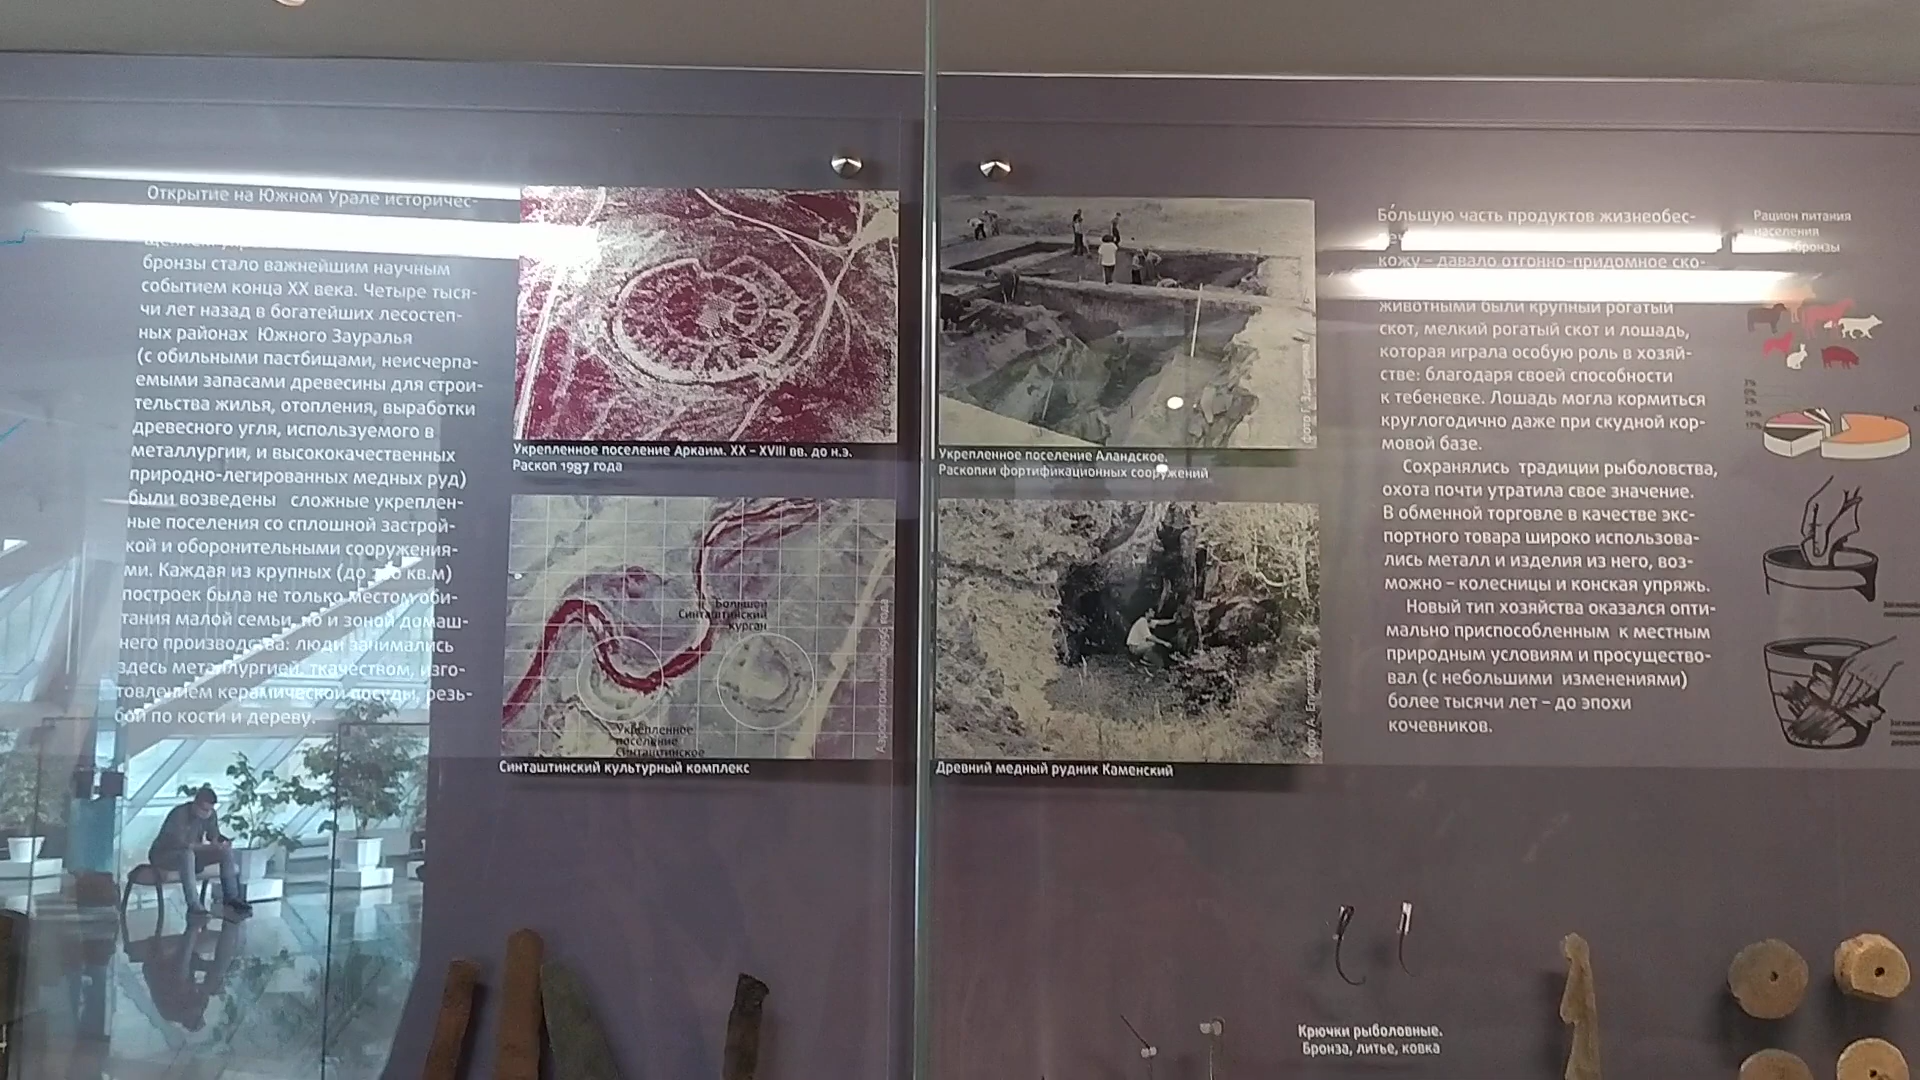 Открытие на Южном Урале историчес-
бронзы стало важнейшим научным
событием конца XX века. Четыре тыся-
чи лет назад в богатейших лесостеп-
ных районах Южного Зауралья
(с обильными пастбищами, неисчерпа-
емыми запасами древесины для строи-
тельства жилья, отопления, выработки
древесного угля, используемого в
металлургии, и высококачественных
природно-легированных медных руд)
были возведены сложные укреплен-
ные поселения со сплошной застрой-
кой и оборонительными сооружения-
ми. Каждая из крупных (до кв.м)
построек была не только местом оби-
тания малой семьи, но и зоной домаш-
него производства: люди занимались
здесь металлургией, ткачеством, изго-
товлением керамической посуды, резь-
бой по кости и дереву.
Укрепленное поселение Аркаим. XX – XVIII вв. до н.э.
Раскоп 1987 года
Большой
Синташтинский
курган
Укрепленное
поселение
Синташтинское
Аэрофотоснимок 1956 года
Синташтинский культурный комплекс
Укрепленное поселение Аландское.
Раскопки фортификационных сооружений
Древний медный рудник Каменский
Бо́льшую часть продуктов жизнеобес-
кожу – давало отгонно-придомное ско-
животными были крупный рогатый
скот, мелкий рогатый скот и лошадь,
которая играла особую роль в хозяй-
стве: благодаря своей способности
к тебеневке. Лошадь могла кормиться
круглогодично даже при скудной кор-
мовой базе.
Сохранялись традиции рыболовства,
охота почти утратила свое значение.
В обменной торговле в качестве экс-
портного товара широко использова-
лись металл и изделия из него, воз-
можно – колесницы и конская упряжь.
Новый тип хозяйства оказался опти-
мально приспособленным к местным
природным условиям и просущество-
вал (с небольшими изменениями)
более тысячи лет – до эпохи
кочевников.
Рацион питания
населения
бронзы
Крючки рыболовные.
Бронза, литье, ковка